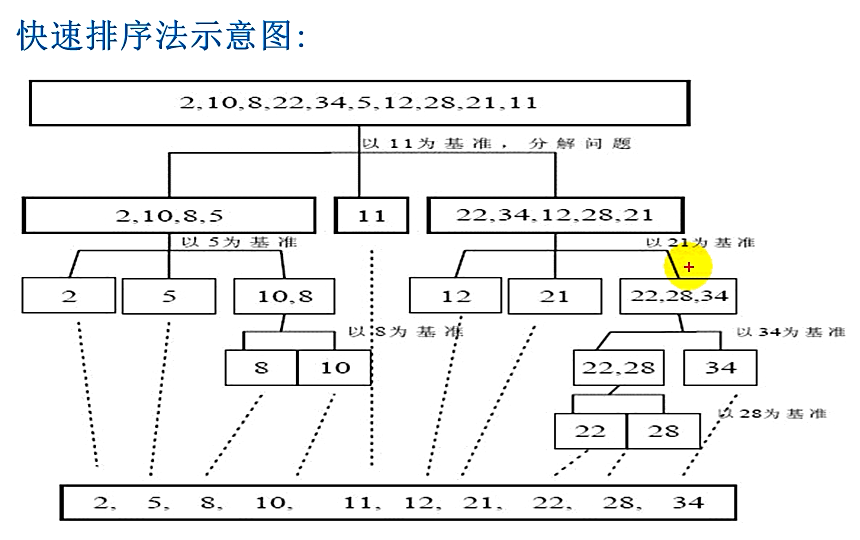 快速排序法示意图:
2,10,8,22,34,5,12,28,21,11
以11为基准，分解问题
2,10,8,5
11
22,34,12,28,21
以5为基准
以21为基准
2
5
10,8
12
21
22,28,34
以8为基准
以34为基准
8
10
22,28
34
以28为基准
22
28
2, 5, 8, 10, 11, 12, 21, 22, 28, 34